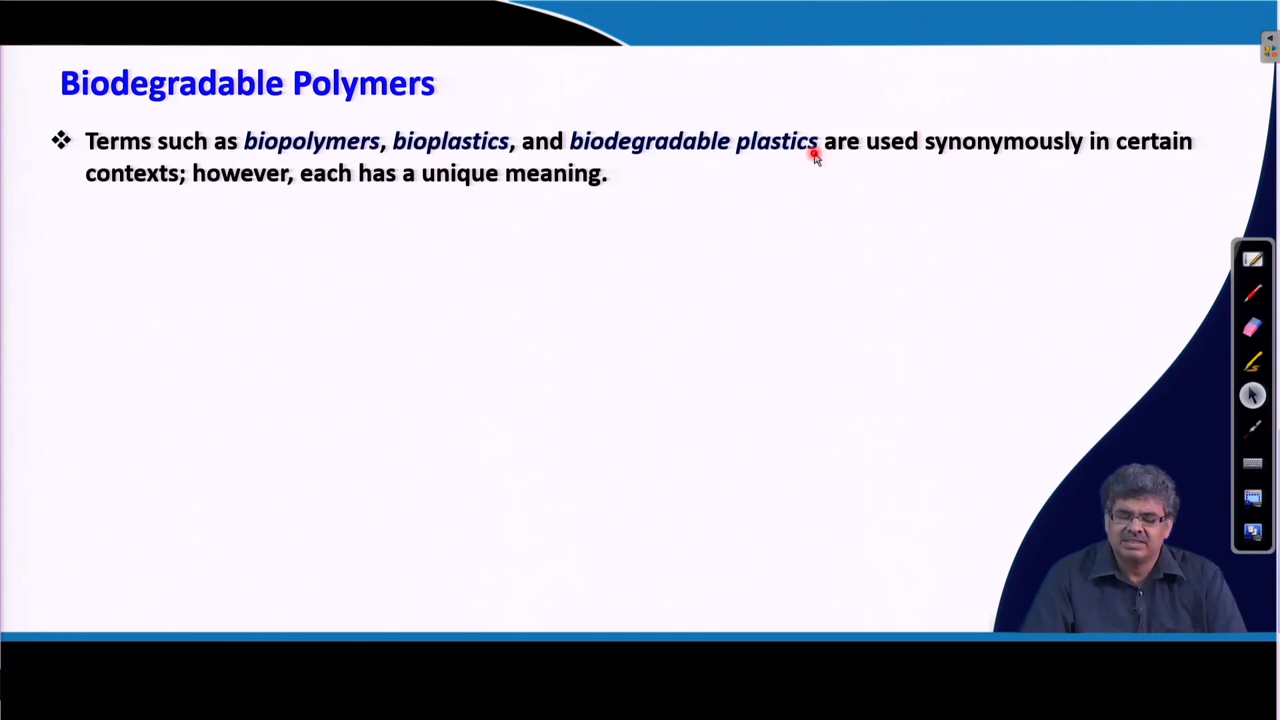 Biodegradable Polymers
❖ Terms such as biopolymers, bioplastics, and biodegradable plastics are used synonymously in certain
contexts; however, each has a unique meaning.